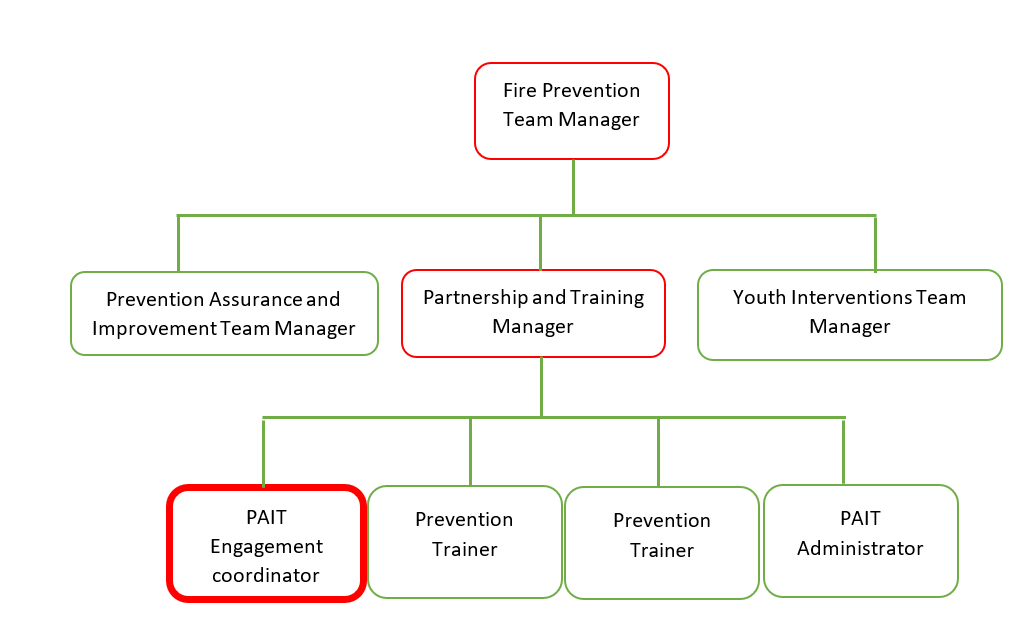 Fire Prevention
Team Manager
Prevention Assurance and
Improvement Team Manager
Partnership and Training
Manager
Youth Interventions Team
Manager
PAIT
Engagement
coordinator
Prevention
Trainer
Prevention
Trainer
PAIT
Administrator